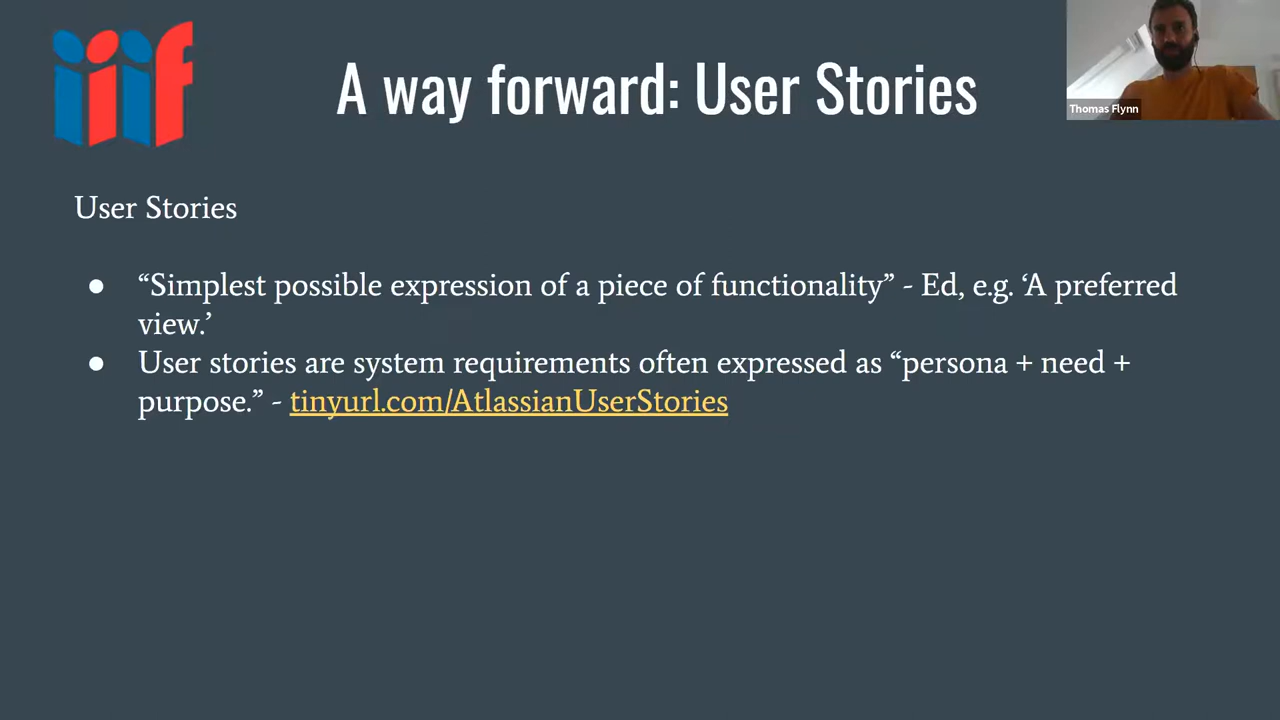 iiif
A way forward: User Stories
Thomas Flynn
User Stories
● “Simplest possible expression of a piece of functionality” - Ed, e.g. ‘A preferred
view.’
● User stories are system requirements often expressed as “persona + need +
purpose.” - tinyurl.com/AtlassianUserStories